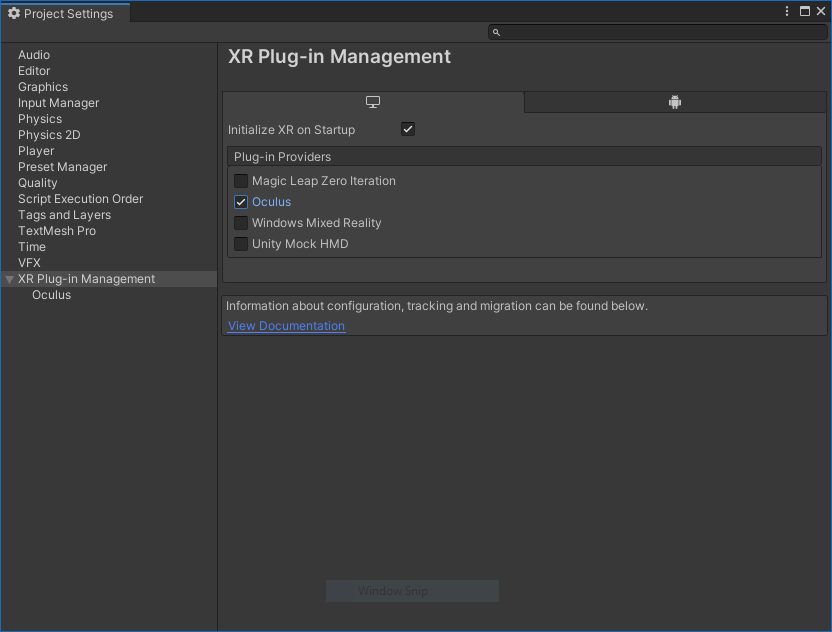 Project Settings
Audio
Editor
Graphics
Input Manager
Physics
Physics 2D
Player
Preset Manager
Quality
Script Execution Order
Tags and Layers
TextMesh Pro
Time
VFX
XR Plug-in Management
Oculus
XR Plug-in Management
Initialize XR on Startup
Plug-in Providers
Magic Leap Zero Iteration
Oculus
Windows Mixed Reality
Unity Mock HMD
Information about configuration, tracking and migration can be found below.
View Documentation
Window Snip